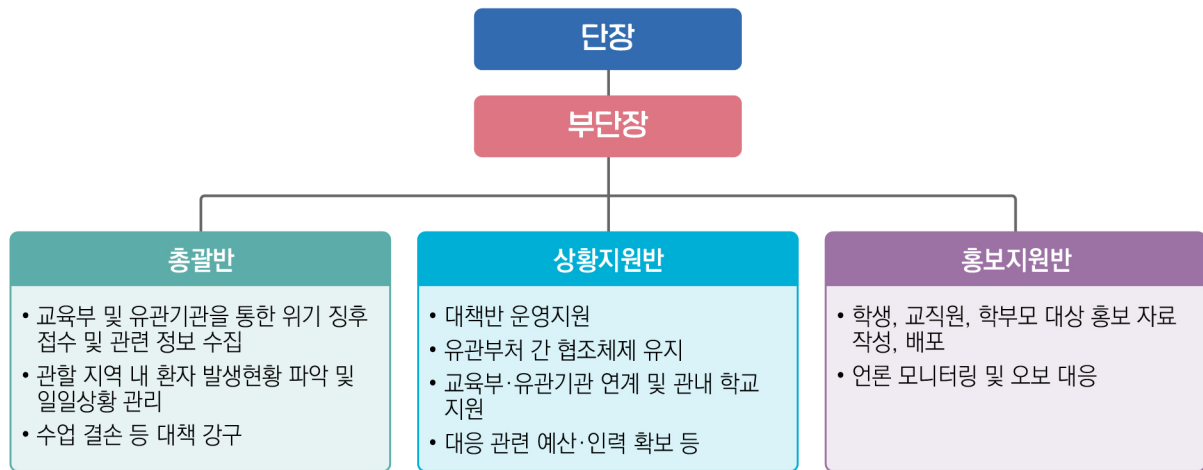 단장
부단장
총괄반
• 교육부 및 유관기관을 통한 위기 징후
접수 및 관련 정보 수집
• 관할 지역 내 환자 발생현황 파악 및
일일상황 관리
• 수업 결손 등 대책 강구
상황지원반
• 대책반 운영지원
• 유관부처 간 협조체제 유지
• 교육부·유관기관 연계 및 관내 학교
지원
• 대응 관련 예산·인력 확보 등
홍보지원반
• 학생, 교직원, 학부모 대상 홍보 자료
작성, 배포
• 언론 모니터링 및 오보 대응